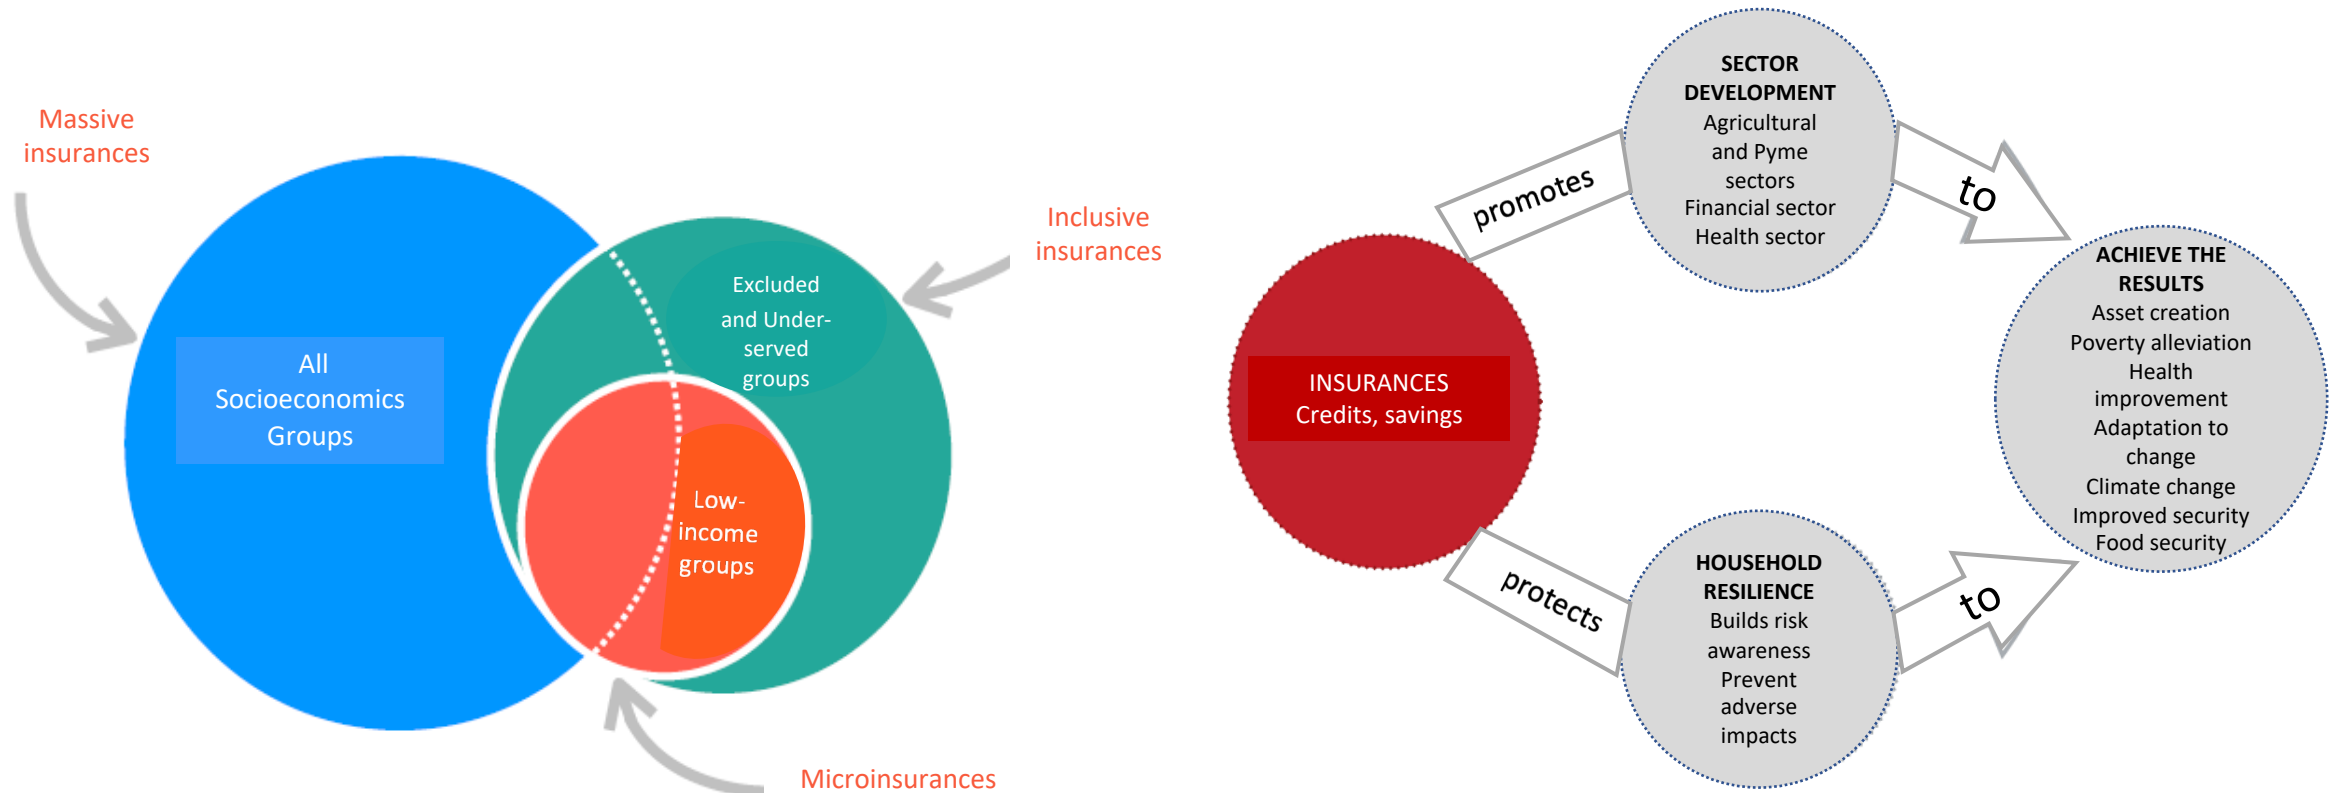 Massive
insurances
All
Socioeconomics
Groups
Excluded
and Under-
served
groups
Low-
income
groups
Inclusive
insurances
Microinsurances
INSURANCES
Credits, savings
promotes
SECTOR
DEVELOPMENT
Agricultural
and Pyme
sectors
Financial sector
Health sector
to
protects
HOUSEHOLD
RESILIENCE
Builds risk
awareness
Prevent
adverse
impacts
to
ACHIEVE THE
RESULTS
Asset creation
Poverty alleviation
Health
improvement
Adaptation to
change
Climate change
Improved security
Food security